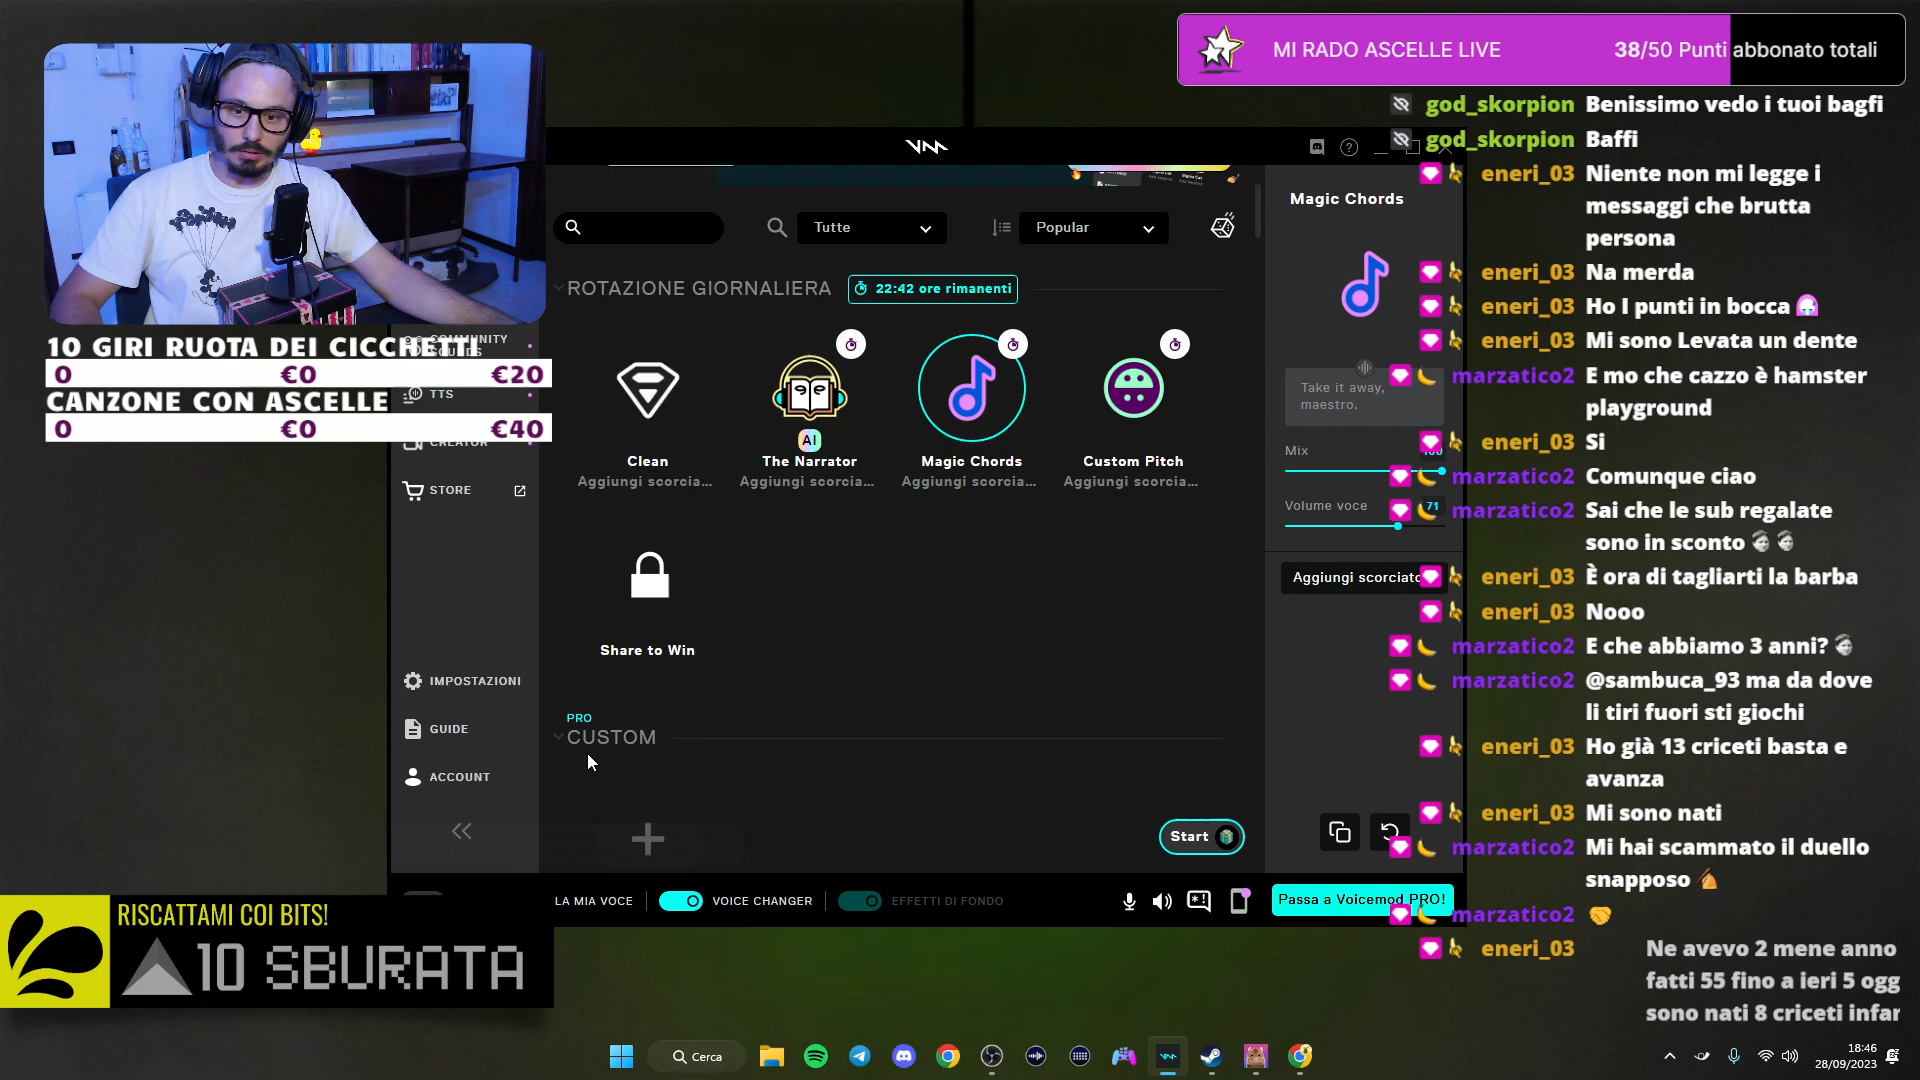 MI RADO ASCELLE LIVE
38/50 Punti abbonato totali
god_skorpion Benissimo vedo i tuoi bagfi
god_skorpion Baffi
eneri_03 Niente non mi legge i
messaggi che brutta
persona
eneri_03 Na merda
eneri_03 Ho I punti in bocca
eneri_03 Mi sono Levata un dente
marzatico2 E mo che cazzo è hamster
playground
eneri_03 Si
marzatico2 Comunque ciao
marzatico2 Sai che le sub regalate
sono in sconto
eneri_03 È ora di tagliarti la barba
eneri_03 Nooo
marzatico2 E che abbiamo 3 anni?
marzatico2 @sambuca_93 ma da dove
li tiri fuori sti giochi
eneri_03 Ho già 13 criceti basta e
avanza
eneri_03 Mi sono nati
marzatico2 Mi hai scammato il duello
snapposo
marzatico2
eneri_03 Ne avevo 2 mene anno
fatti 55 fino a ieri 5 ogg
sono nati 8 criceti infar
10 GIRI RUOTA DEI CICCHETTI
0 €0 €20
CANZONE CON ASCELLE
0 €0 €40
COMMUNITY
TTS
CREATOR
STORE
IMPOSTAZIONI
GUIDE
ACCOUNT
Tutte
Popular
ROTAZIONE GIORNALIERA
22:42 ore rimanenti
Clean
Aggiungi scorcia...
AI
The Narrator
Aggiungi scorcia...
Magic Chords
Aggiungi scorcia...
Custom Pitch
Aggiungi scorcia...
Share to Win
PRO
CUSTOM
Start
Magic Chords
Take it away,
maestro.
Mix 100
Volume voce 71
Aggiungi scorciato
LA MIA VOCE
VOICE CHANGER
EFFETTI DI FONDO
Passa a Voicemod PRO!
RISCATTAMI COI BITS!
10 SBURATA
Cerca
18:46
28/09/2023